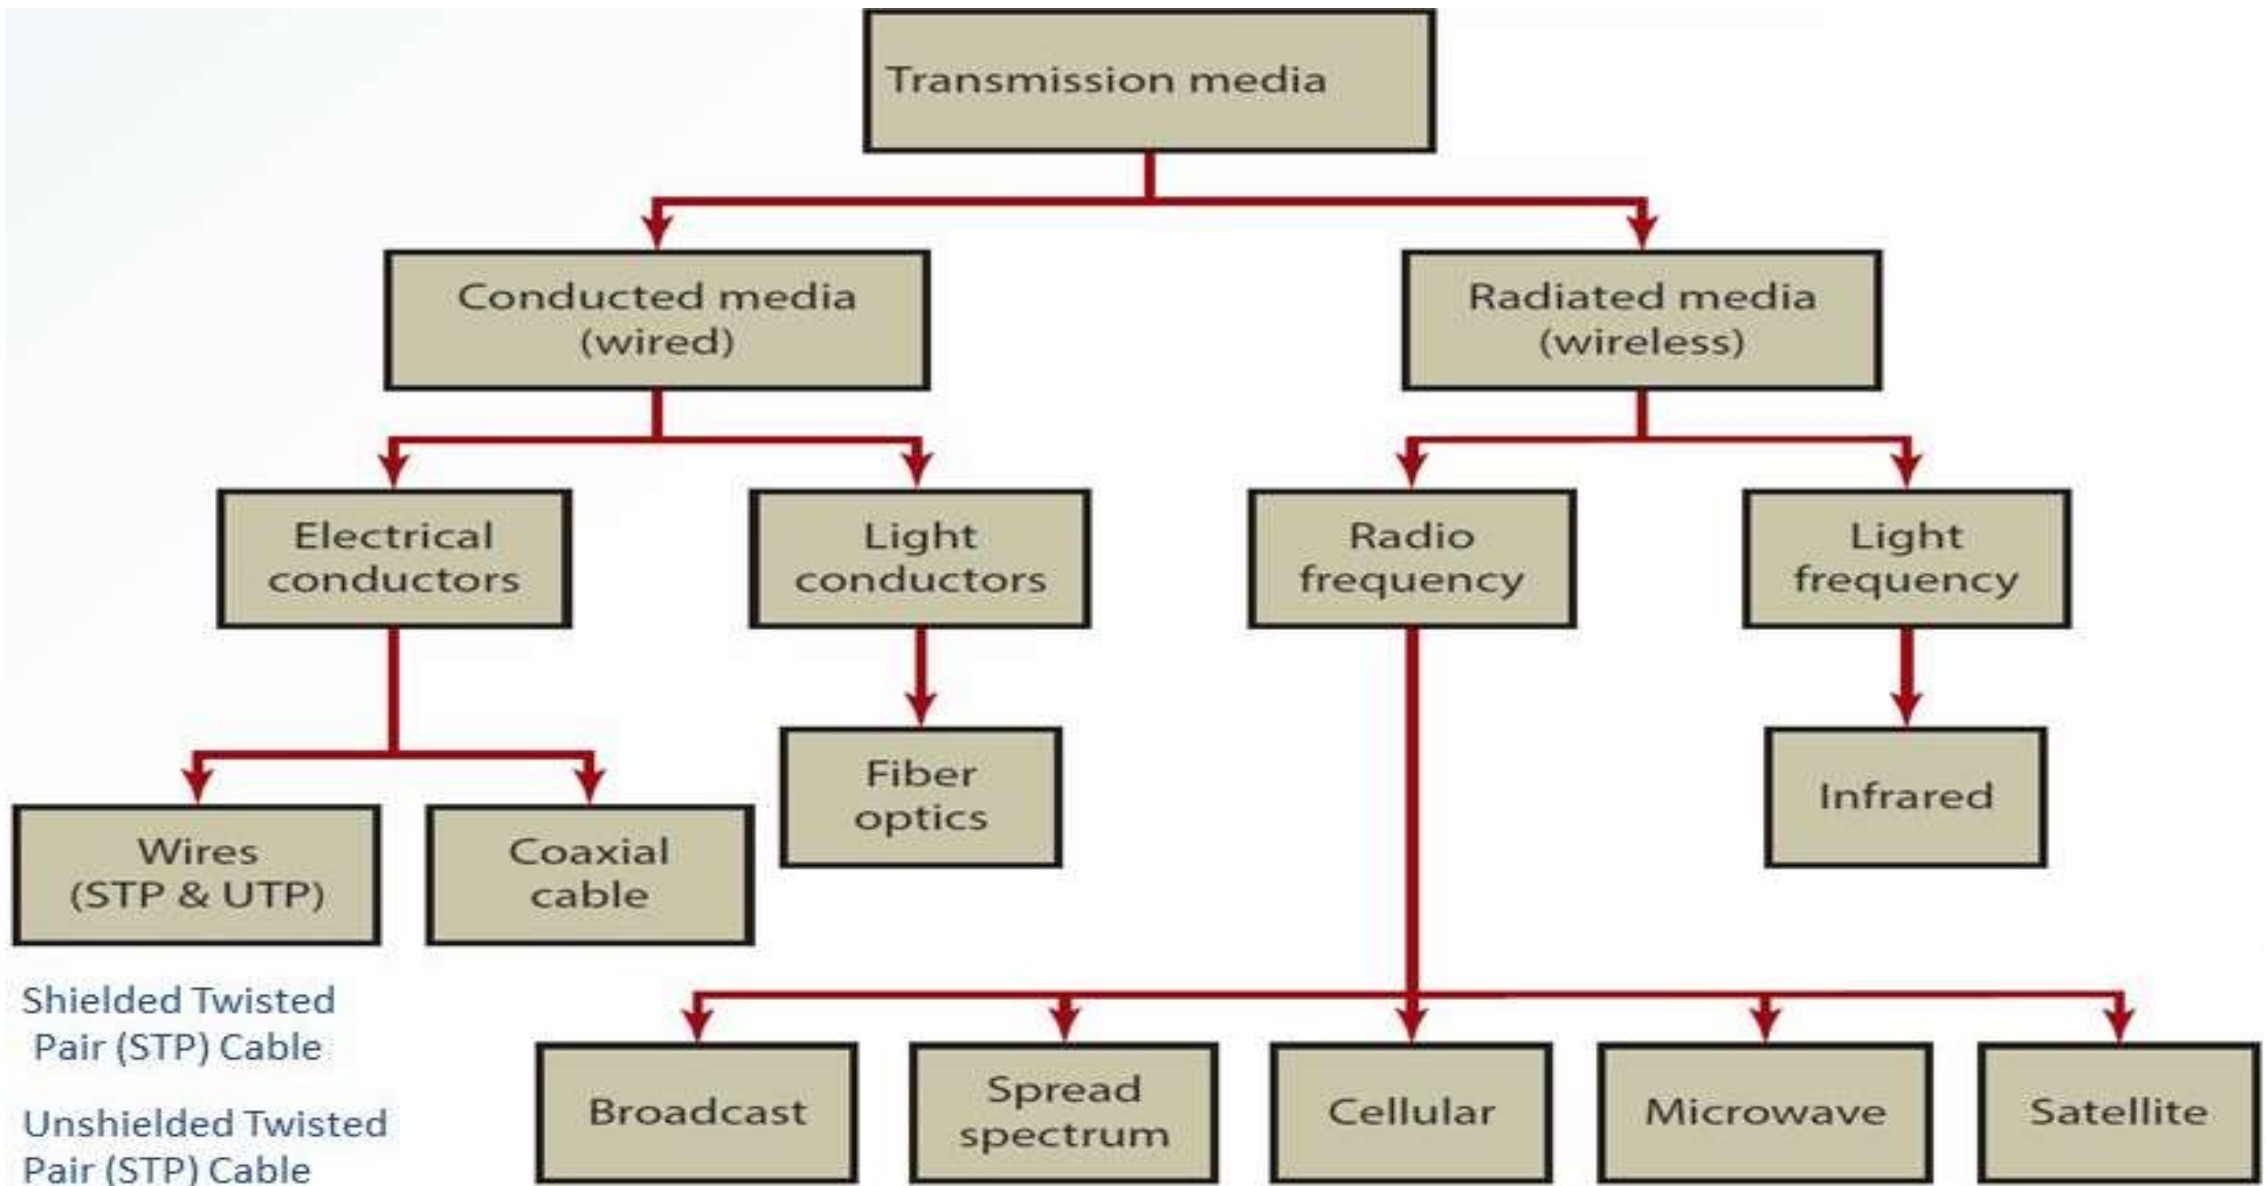 Transmission media
Conducted media
(wired)
Radiated media
(wireless)
Electrical
conductors
Light
conductors
Radio
frequency
Light
frequency
Fiber
optics
Infrared
Wires
(STP & UTP)
Coaxial
cable
Shielded Twisted
Pair (STP) Cable
Unshielded Twisted
Pair (STP) Cable
Broadcast
Spread
spectrum
Cellular
Microwave
Satellite